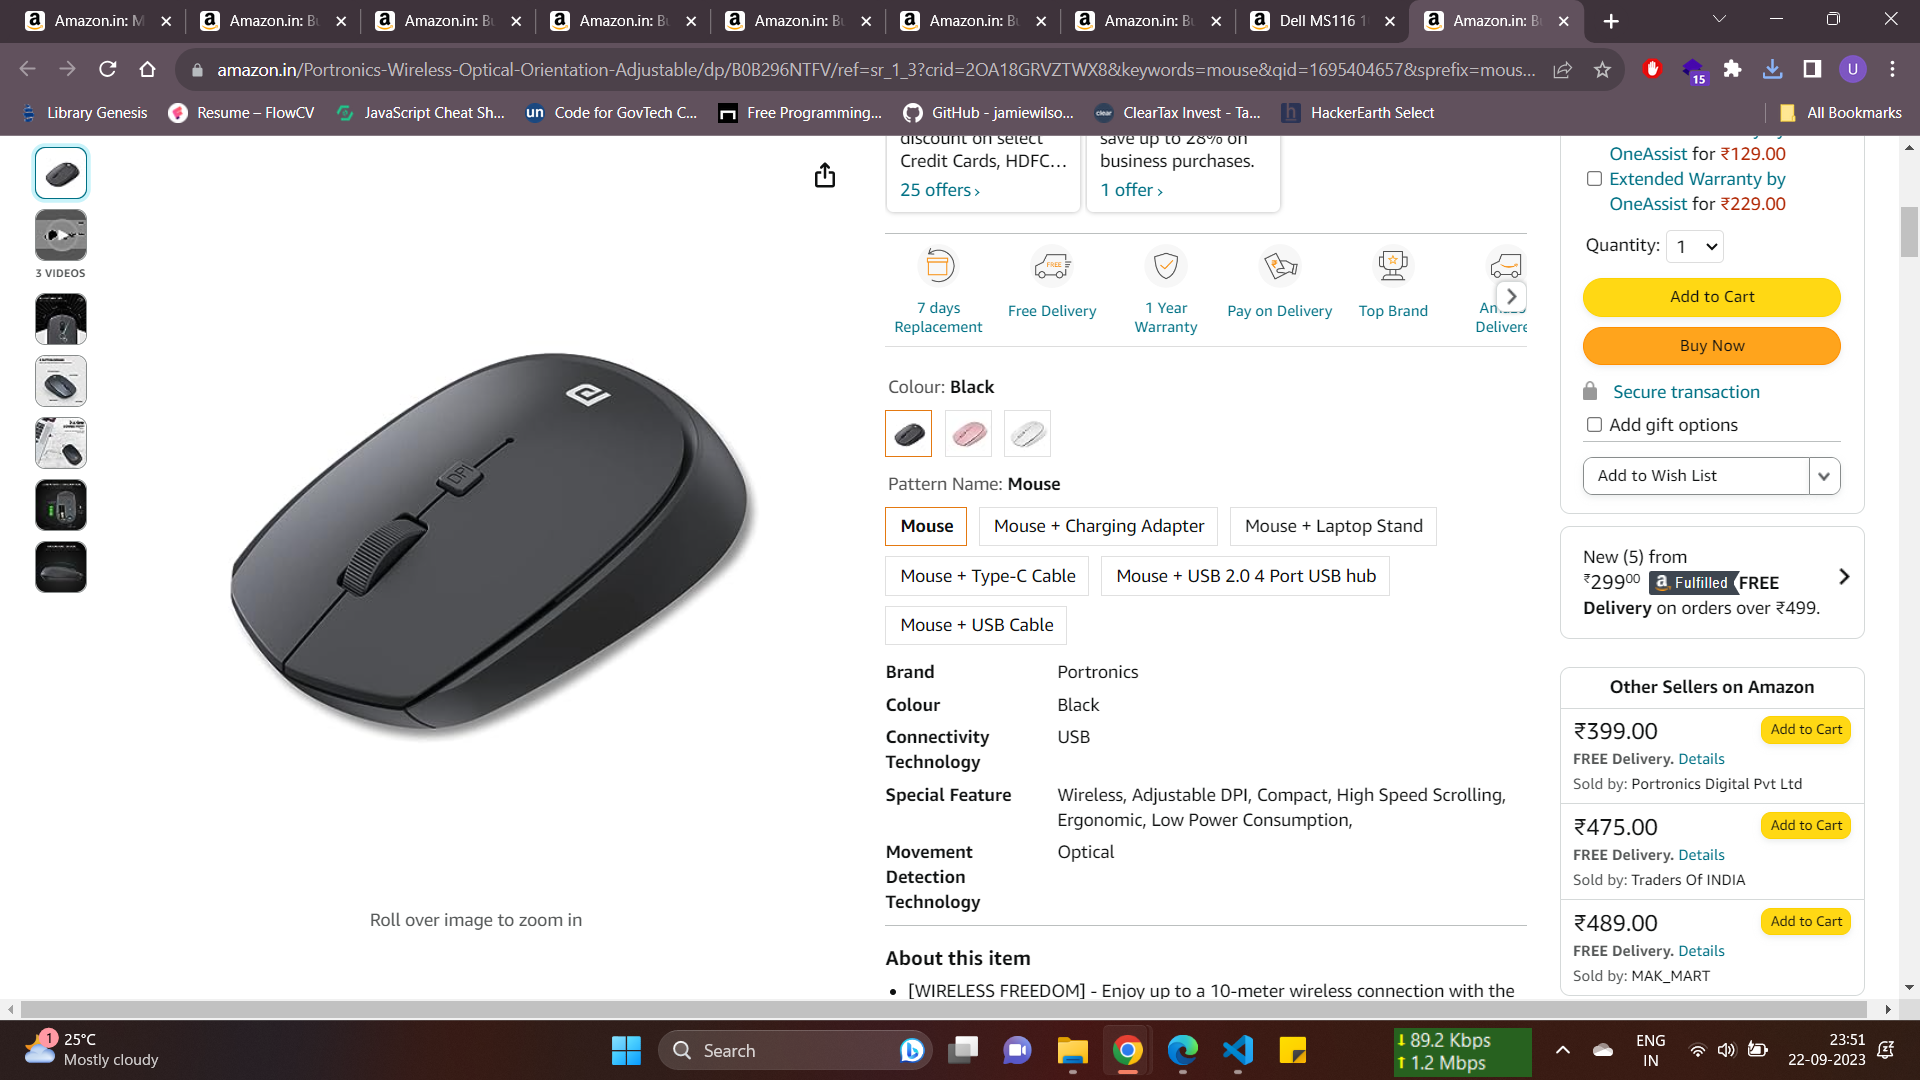 Amazon.in: M
Amazon.in: Bu
Amazon.in: Bu
Amazon.in: Bu
Amazon.in: Bu
Amazon.in: Bu
Amazon.in: Bu
Dell MS116 1
Amazon.in: B
amazon.in/Portronics-Wireless-Optical-Orientation-Adjustable/dp/B0B296NTFV/ref=sr_1_3?crid=2OA18GRVZTWX8&keywords=mouse&qid=1695404657&sprefix=mous...
15
U
Library Genesis
Resume – FlowCV
JavaScript Cheat Sh...
un Code for GovTech C...
Free Programming...
GitHub - jamiewilso...
clear ClearTax Invest - Ta...
h HackerEarth Select
All Bookmarks
3 VIDEOS
Roll over image to zoom in
DPI
discount on select
Credit Cards, HDFC…
25 offers ›
save up to 28% on
business purchases.
1 offer ›
7 days
Replacement
FREE
Free Delivery
1 Year
Warranty
Pay on Delivery
Top Brand
Amazo
Delivere
Colour: Black
Pattern Name: Mouse
Mouse
Mouse + Charging Adapter
Mouse + Laptop Stand
Mouse + Type-C Cable
Mouse + USB 2.0 4 Port USB hub
Mouse + USB Cable
Brand Portronics
Colour Black
Connectivity USB
Technology
Special Feature Wireless, Adjustable DPI, Compact, High Speed Scrolling,
Ergonomic, Low Power Consumption,
Movement Optical
Detection
Technology
About this item
• [WIRELESS FREEDOM] - Enjoy up to a 10-meter wireless connection with the
OneAssist for ₹129.00
Extended Warranty by
OneAssist for ₹229.00
Quantity: 1
Add to Cart
Buy Now
Secure transaction
Add gift options
Add to Wish List
New (5) from
₹29900 a Fulfilled FREE
Delivery on orders over ₹499.
Other Sellers on Amazon
₹399.00 Add to Cart
FREE Delivery. Details
Sold by: Portronics Digital Pvt Ltd
₹475.00 Add to Cart
FREE Delivery. Details
Sold by: Traders Of INDIA
₹489.00 Add to Cart
FREE Delivery. Details
Sold by: MAK_MART
1
25°C
Mostly cloudy
Search
89.2 Kbps
1.2 Mbps
ENG
IN
23:51
22-09-2023